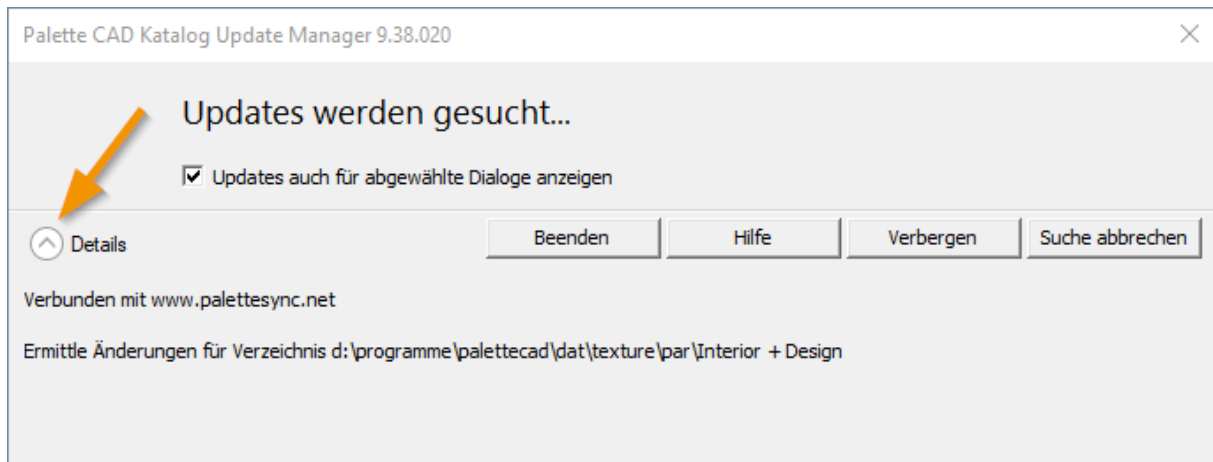 Palette CAD Katalog Update Manager 9.38.020
Updates werden gesucht...
Updates auch für abgewählte Dialoge anzeigen
Details
Beenden
Hilfe
Verbergen
Suche abbrechen
Verbunden mit www.palettesync.net
Ermittle Änderungen für Verzeichnis d:\programme\palettecad\dat\texture\par\Interior + Design